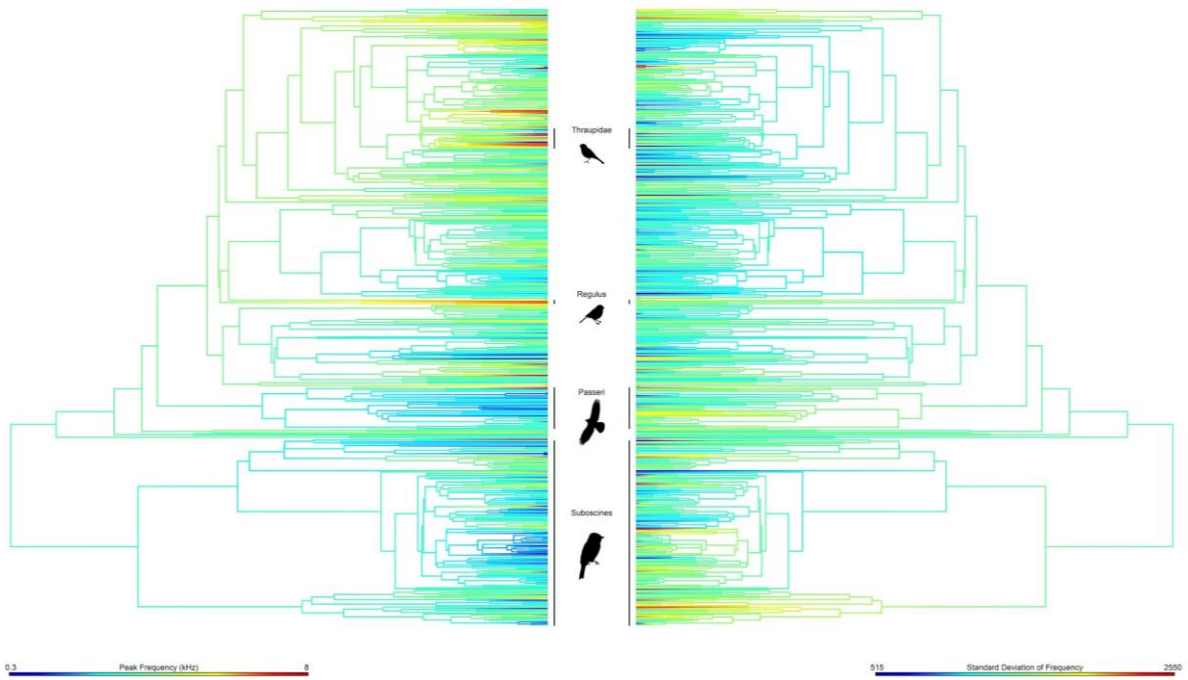 Thraupidae
Regulus
Passeri
Suboscines
0.3 Peak Frequency (kHz) 8
515 Standard Deviation of Frequency 2550